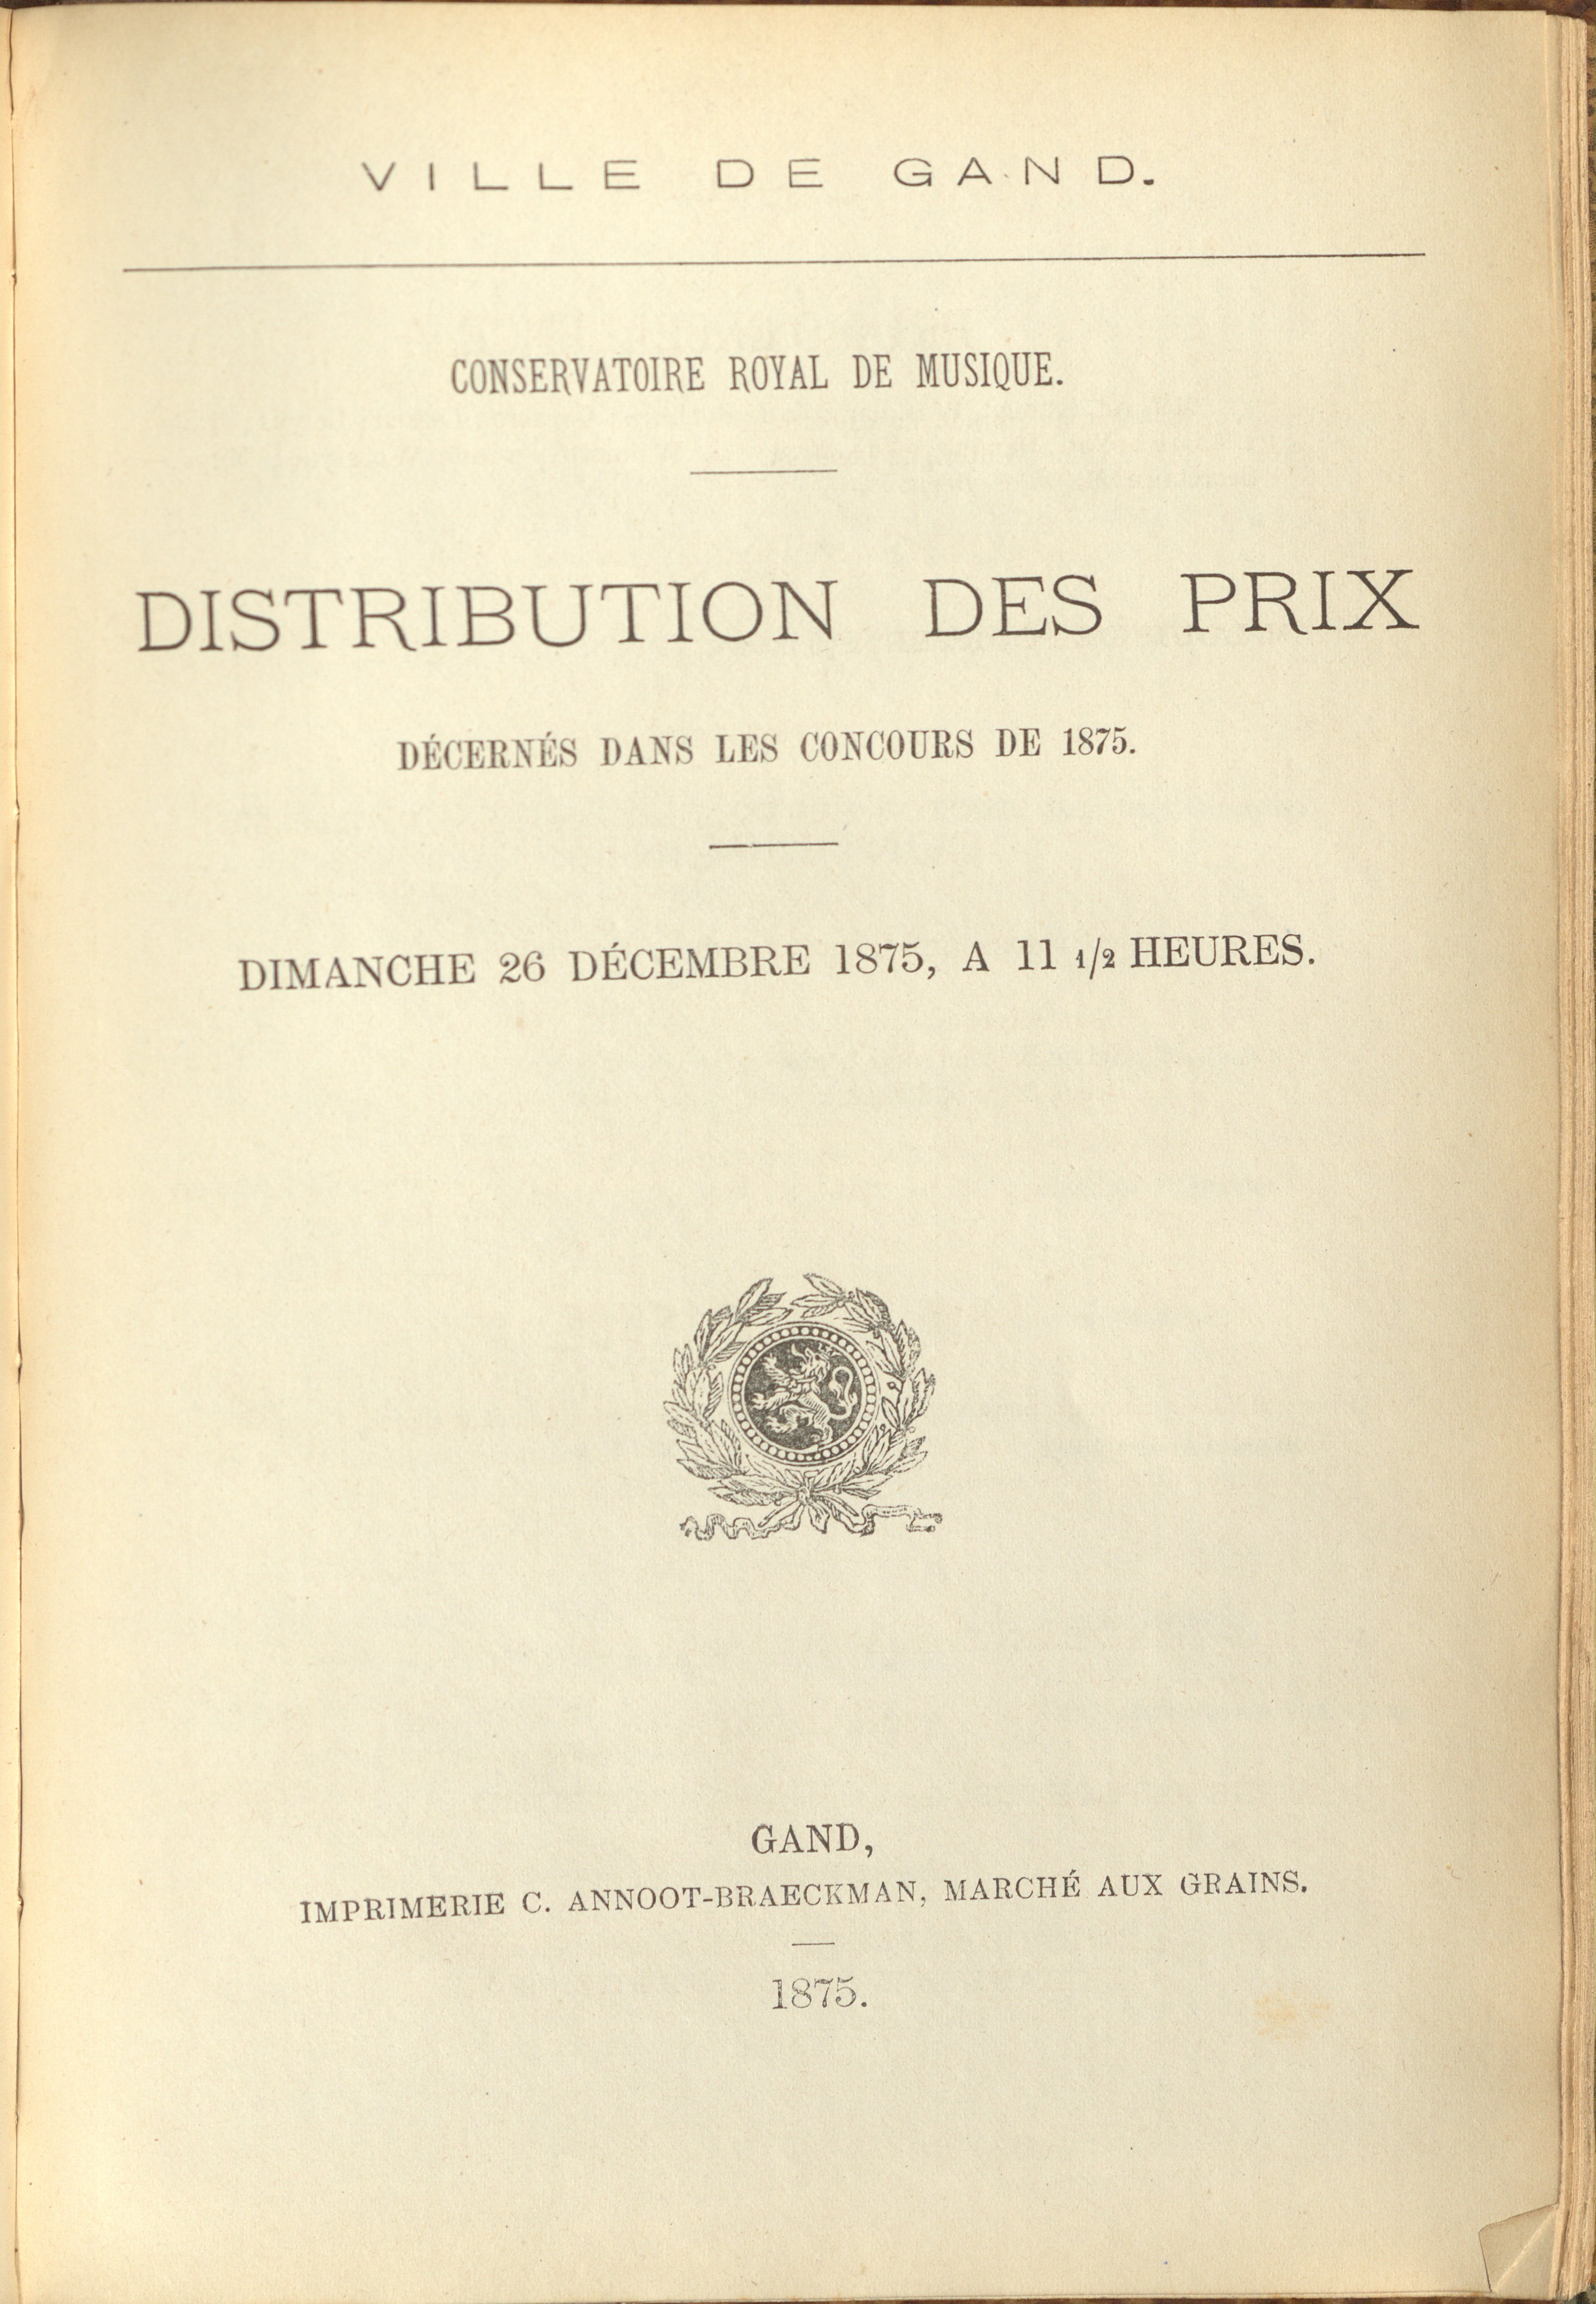 VILLE DE GAND.
CONSERVATOIRE ROYAL DE MUSIQUE.
DISTRIBUTION DES PRIX
DÉCERNÉS DANS LES CONCOURS DE 1875.
DIMANCHE 26 DÉCEMBRE 1875, A 11 1/2 HEURES.
GAND,
IMPRIMERIE C. ANNOOT-BRAECKMAN, MARCHÉ AUX GRAINS.
1875.